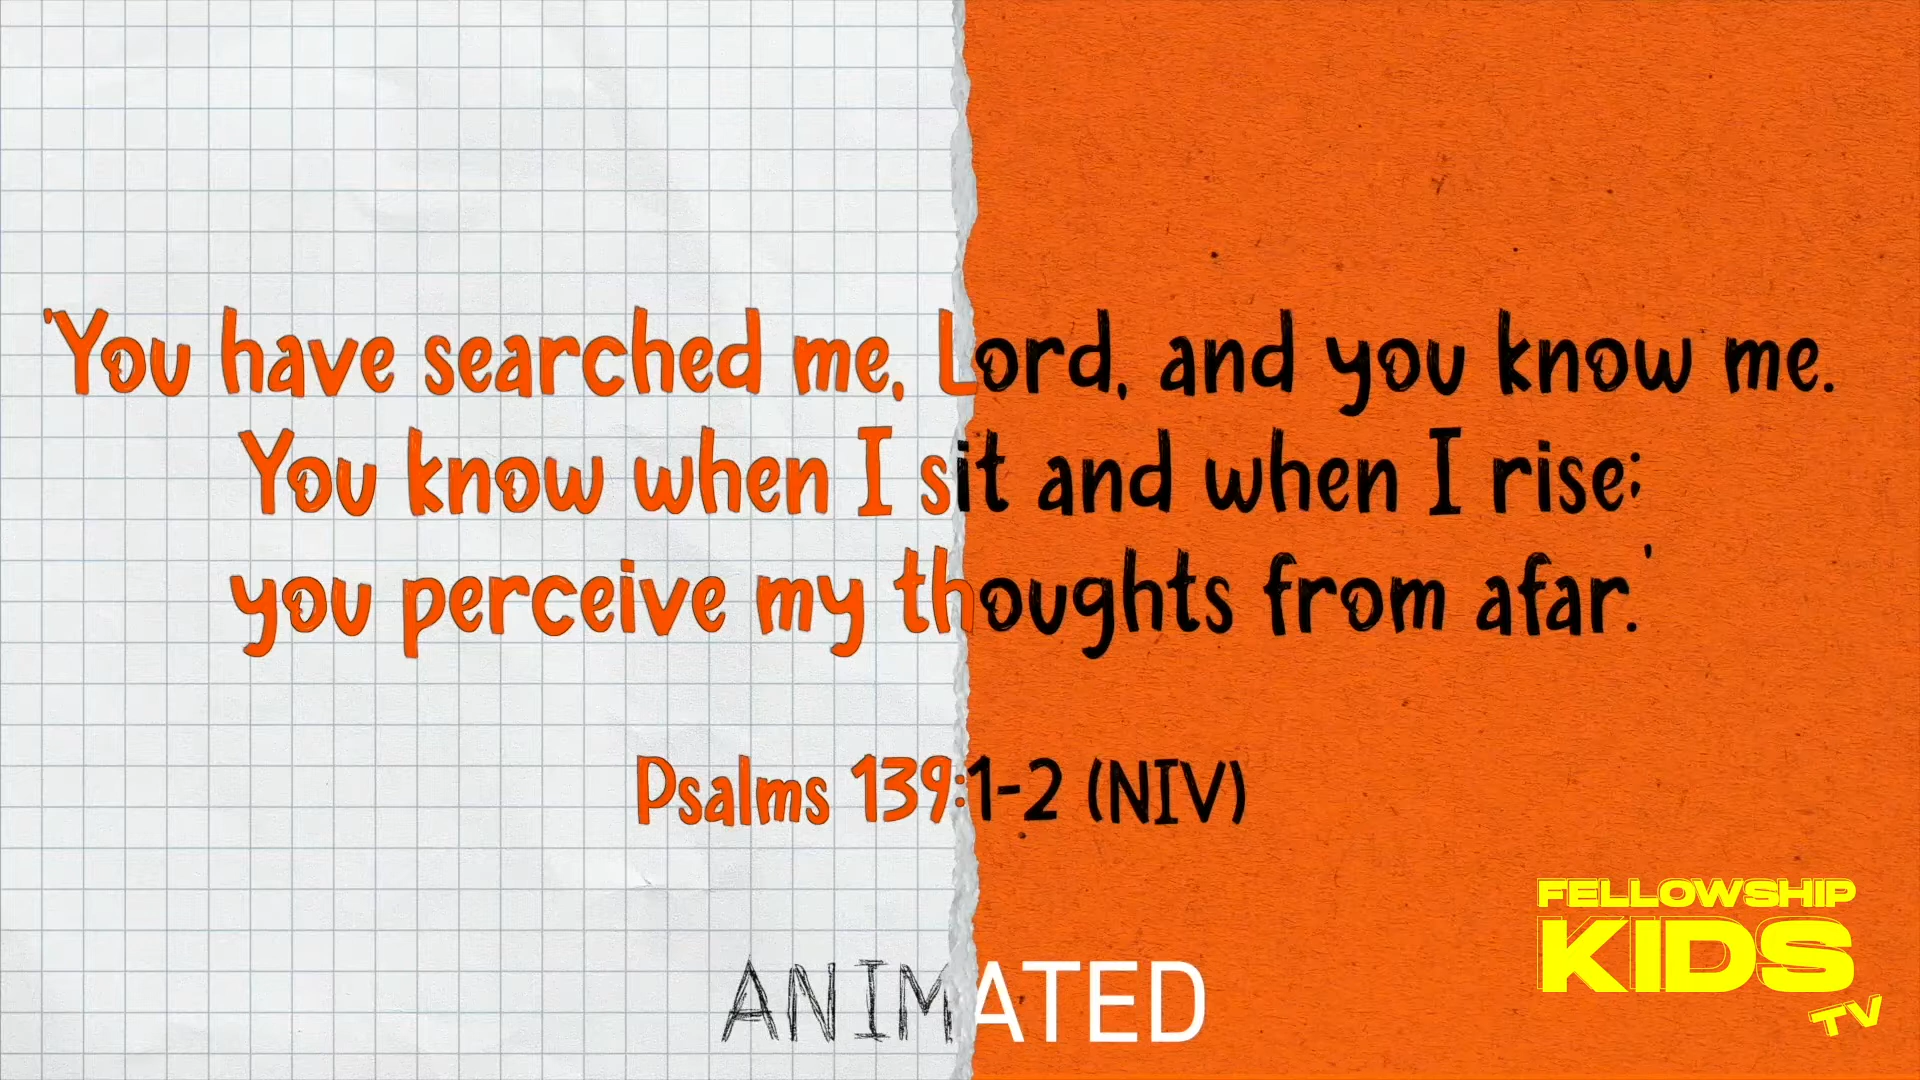 'You have searched me, Lord, and you know me.
You know when I sit and when I rise;
you perceive my thoughts from afar.'
Psalms 139:1-2 (NIV)
ANIMATED
FELLOWSHIP
KIDS
TV